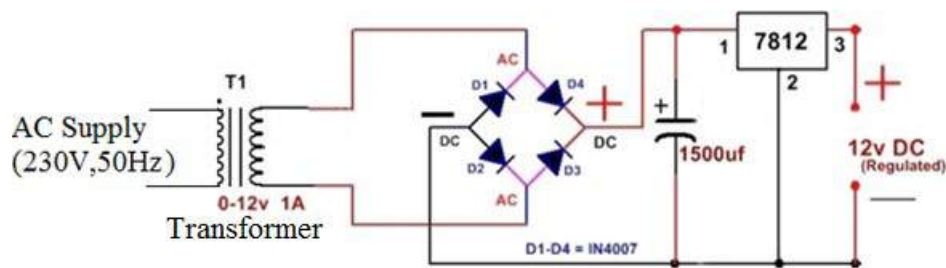 T1
AC Supply
(230V,50Hz)
0-12v 1A
Transformer
AC
D1
D4
DC
DC
D2
D3
AC
D1-D4 = IN4007
+
1500uf
1
7812
3
2
+
12v DC
(Regulated)